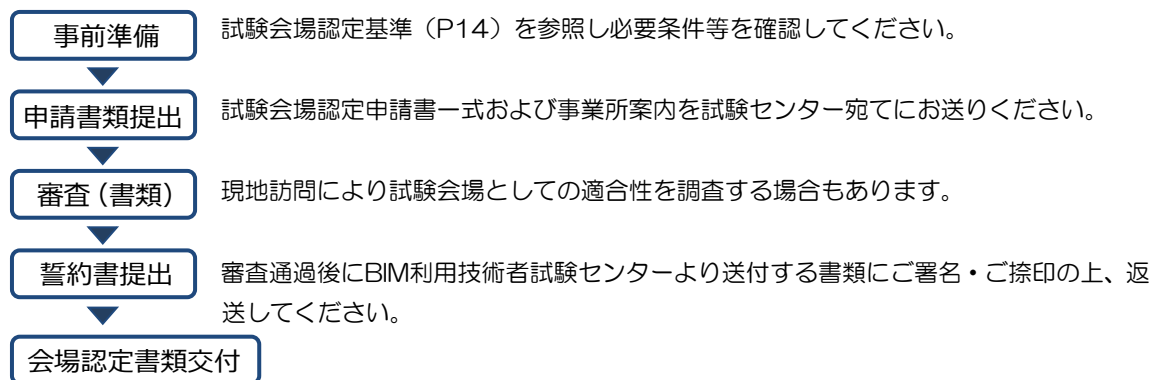 事前準備
試験会場認定基準（P14）を参照し必要条件等を確認してください。
申請書類提出
試験会場認定申請書一式および事業所案内を試験センター宛てにお送りください。
審査（書類）
現地訪問により試験会場としての適合性を調査する場合もあります。
誓約書提出
審査通過後にBIM利用技術者試験センターより送付する書類にご署名・ご捺印の上、返
送してください。
会場認定書類交付